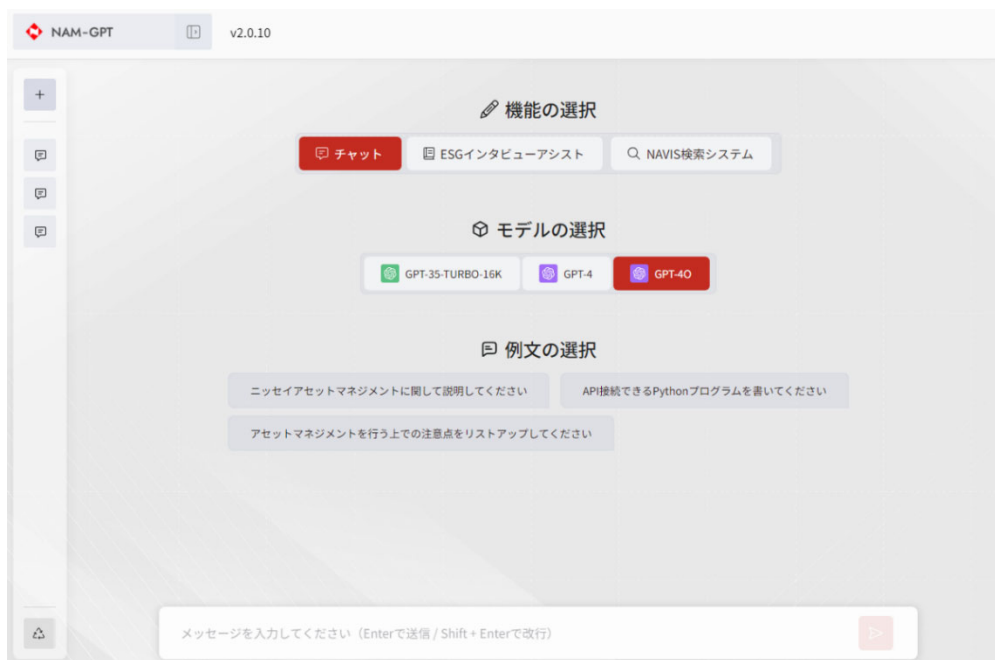 NAM-GPT
v2.0.10
機能の選択
チャット
ESGインタビューアシスト
NAVIS検索システム
モデルの選択
GPT-35-TURBO-16K
GPT-4
GPT-4O
例文の選択
ニッセイアセットマネジメントに関して説明してください
API接続できるPythonプログラムを書いてください
アセットマネジメントを行う上での注意点をリストアップしてください
メッセージを入力してください（Enterで送信 / Shift + Enterで改行）